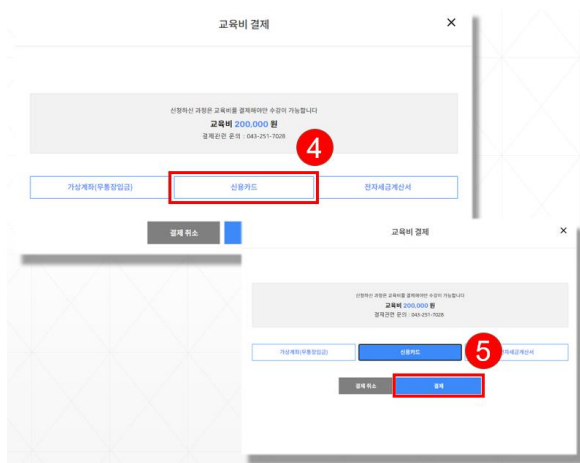 교육비 결제 ×
신청하신 과정은 교육비를 결제해야만 수강이 가능합니다
교육비 200,000 원
결제관련 문의 : 043-251-7028
4
가상계좌(무통장입금) 신용카드 전자세금계산서
결제 취소
교육비 결제 ×
신청하신 과정은 교육비를 결제해야만 수강이 가능합니다
교육비 200,000 원
결제관련 문의 : 043-251-7028
가상계좌(무통장입금) 신용카드 5 전자세금계산서
결제 취소 결제